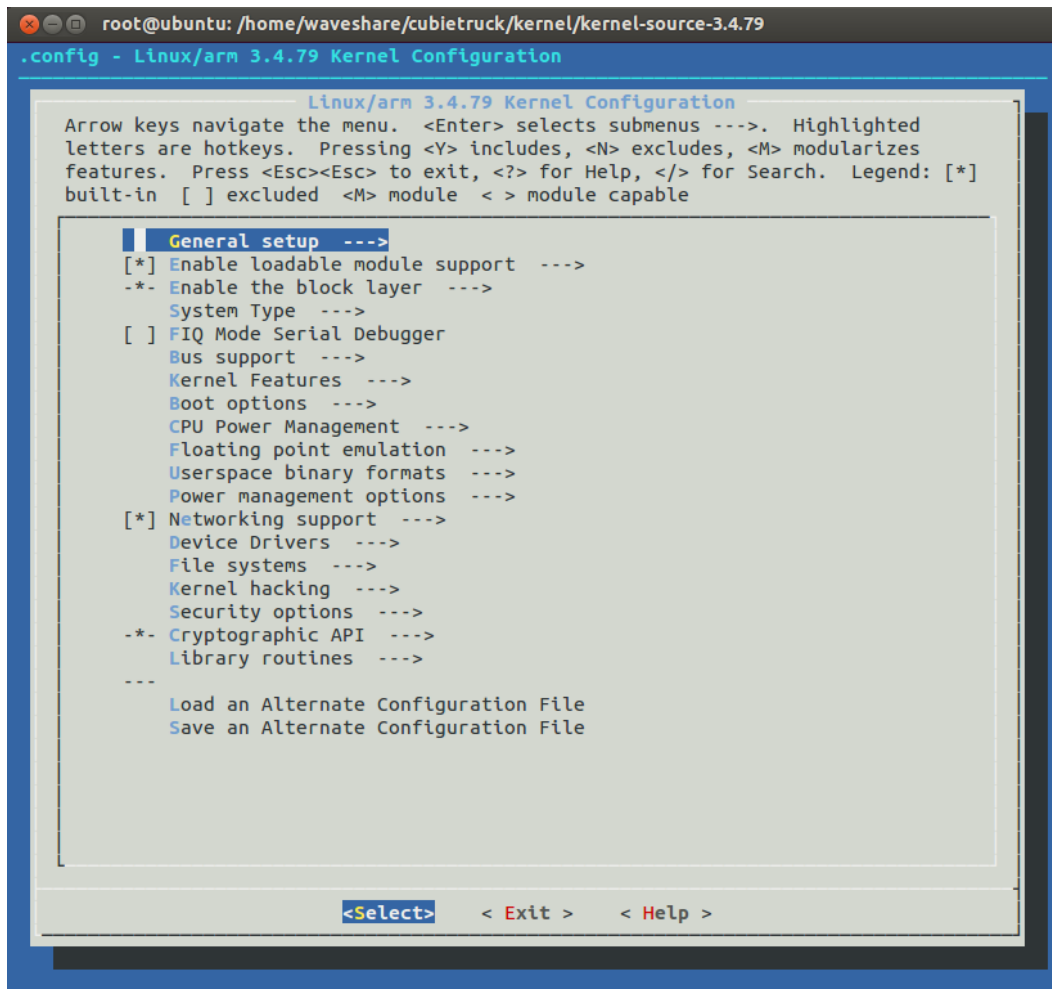 root@ubuntu: /home/waveshare/cubietruck/kernel/kernel-source-3.4.79
.config - Linux/arm 3.4.79 Kernel Configuration
Linux/arm 3.4.79 Kernel Configuration
Arrow keys navigate the menu.  <Enter> selects submenus --->.  Highlighted
letters are hotkeys.  Pressing <Y> includes, <N> excludes, <M> modularizes
features.  Press <Esc><Esc> to exit, <?> for Help, </> for Search.  Legend: [*]
built-in  [ ] excluded  <M> module  < > module capable
General setup  --->
[*] Enable loadable module support  --->
-*- Enable the block layer  --->
System Type  --->
[ ] FIQ Mode Serial Debugger
Bus support  --->
Kernel Features  --->
Boot options  --->
CPU Power Management  --->
Floating point emulation  --->
Userspace binary formats  --->
Power management options  --->
[*] Networking support  --->
Device Drivers  --->
File systems  --->
Kernel hacking  --->
Security options  --->
-*- Cryptographic API  --->
Library routines  --->
---
Load an Alternate Configuration File
Save an Alternate Configuration File
<Select>    < Exit >    < Help >